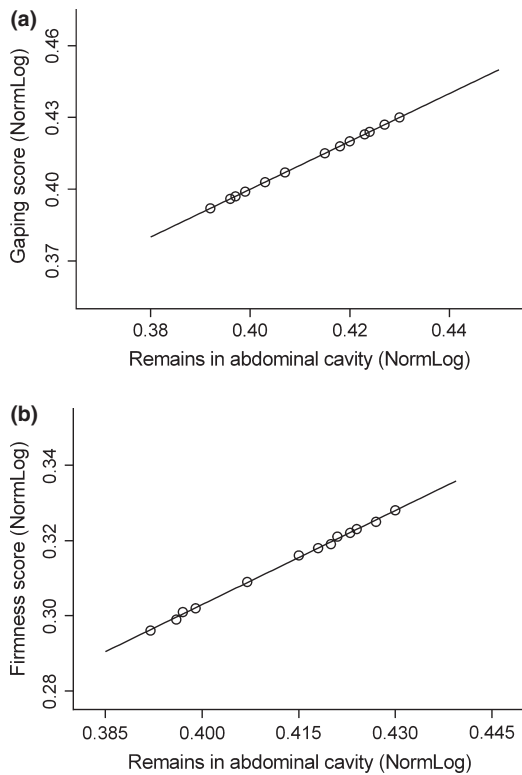 (a)
Gaping score (NormLog)
0.46
0.43
0.40
0.37
0.38 0.40 0.42 0.44
Remains in abdominal cavity (NormLog)
(b)
Firmness score (NormLog)
0.34
0.32
0.30
0.28
0.385 0.400 0.415 0.430 0.445
Remains in abdominal cavity (NormLog)